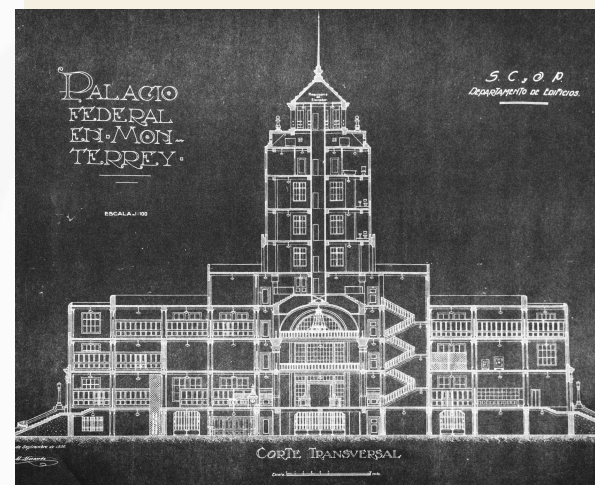 PALACIO
FEDERAL
EN·MON-
TERREY·
ESCALA.1:100
S. C., O P.
DEPARTAMENTO DE EDIFICIOS.
CORTE TRANSVERSAL